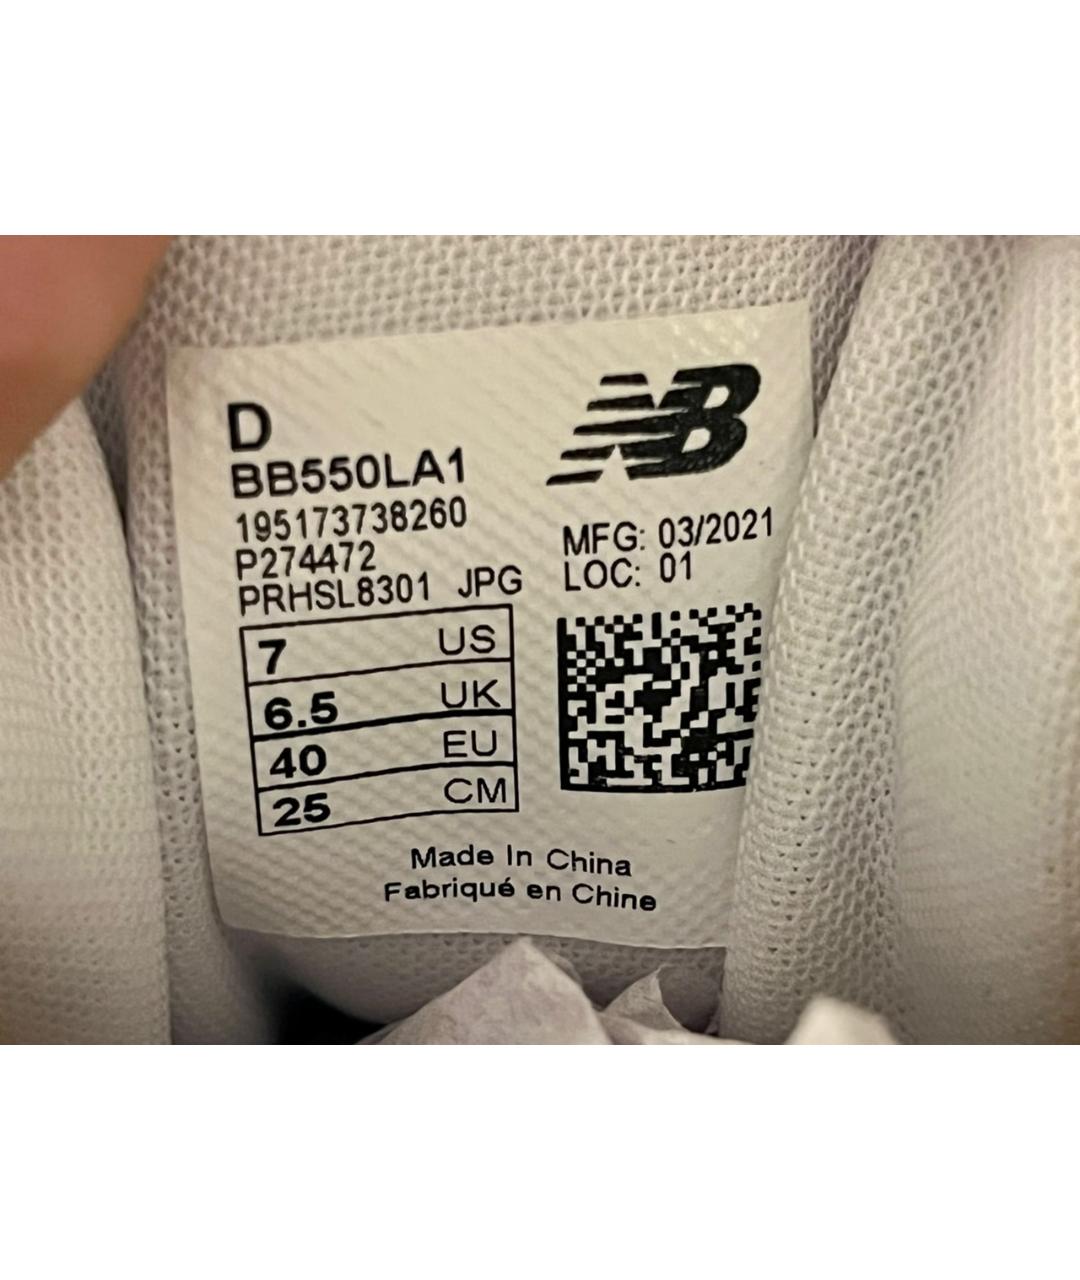 D
BB550LA1
195173738260
P274472
PRHSL8301 JPG
NB
MFG: 03/2021
LOC: 01
7 US
6.5 UK
40 EU
25 CM
Made In China
Fabriqué en Chine